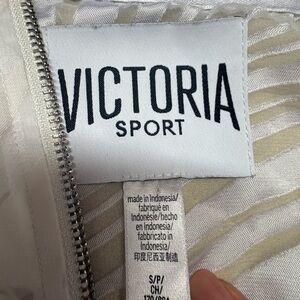 VICTORIA
SPORT
made in Indonesia/
fabriqué en
Indonésie/hecho
en Indonesia/
fabbricato in
Indonesia/
印度尼西亚制造
S/P/
CH/